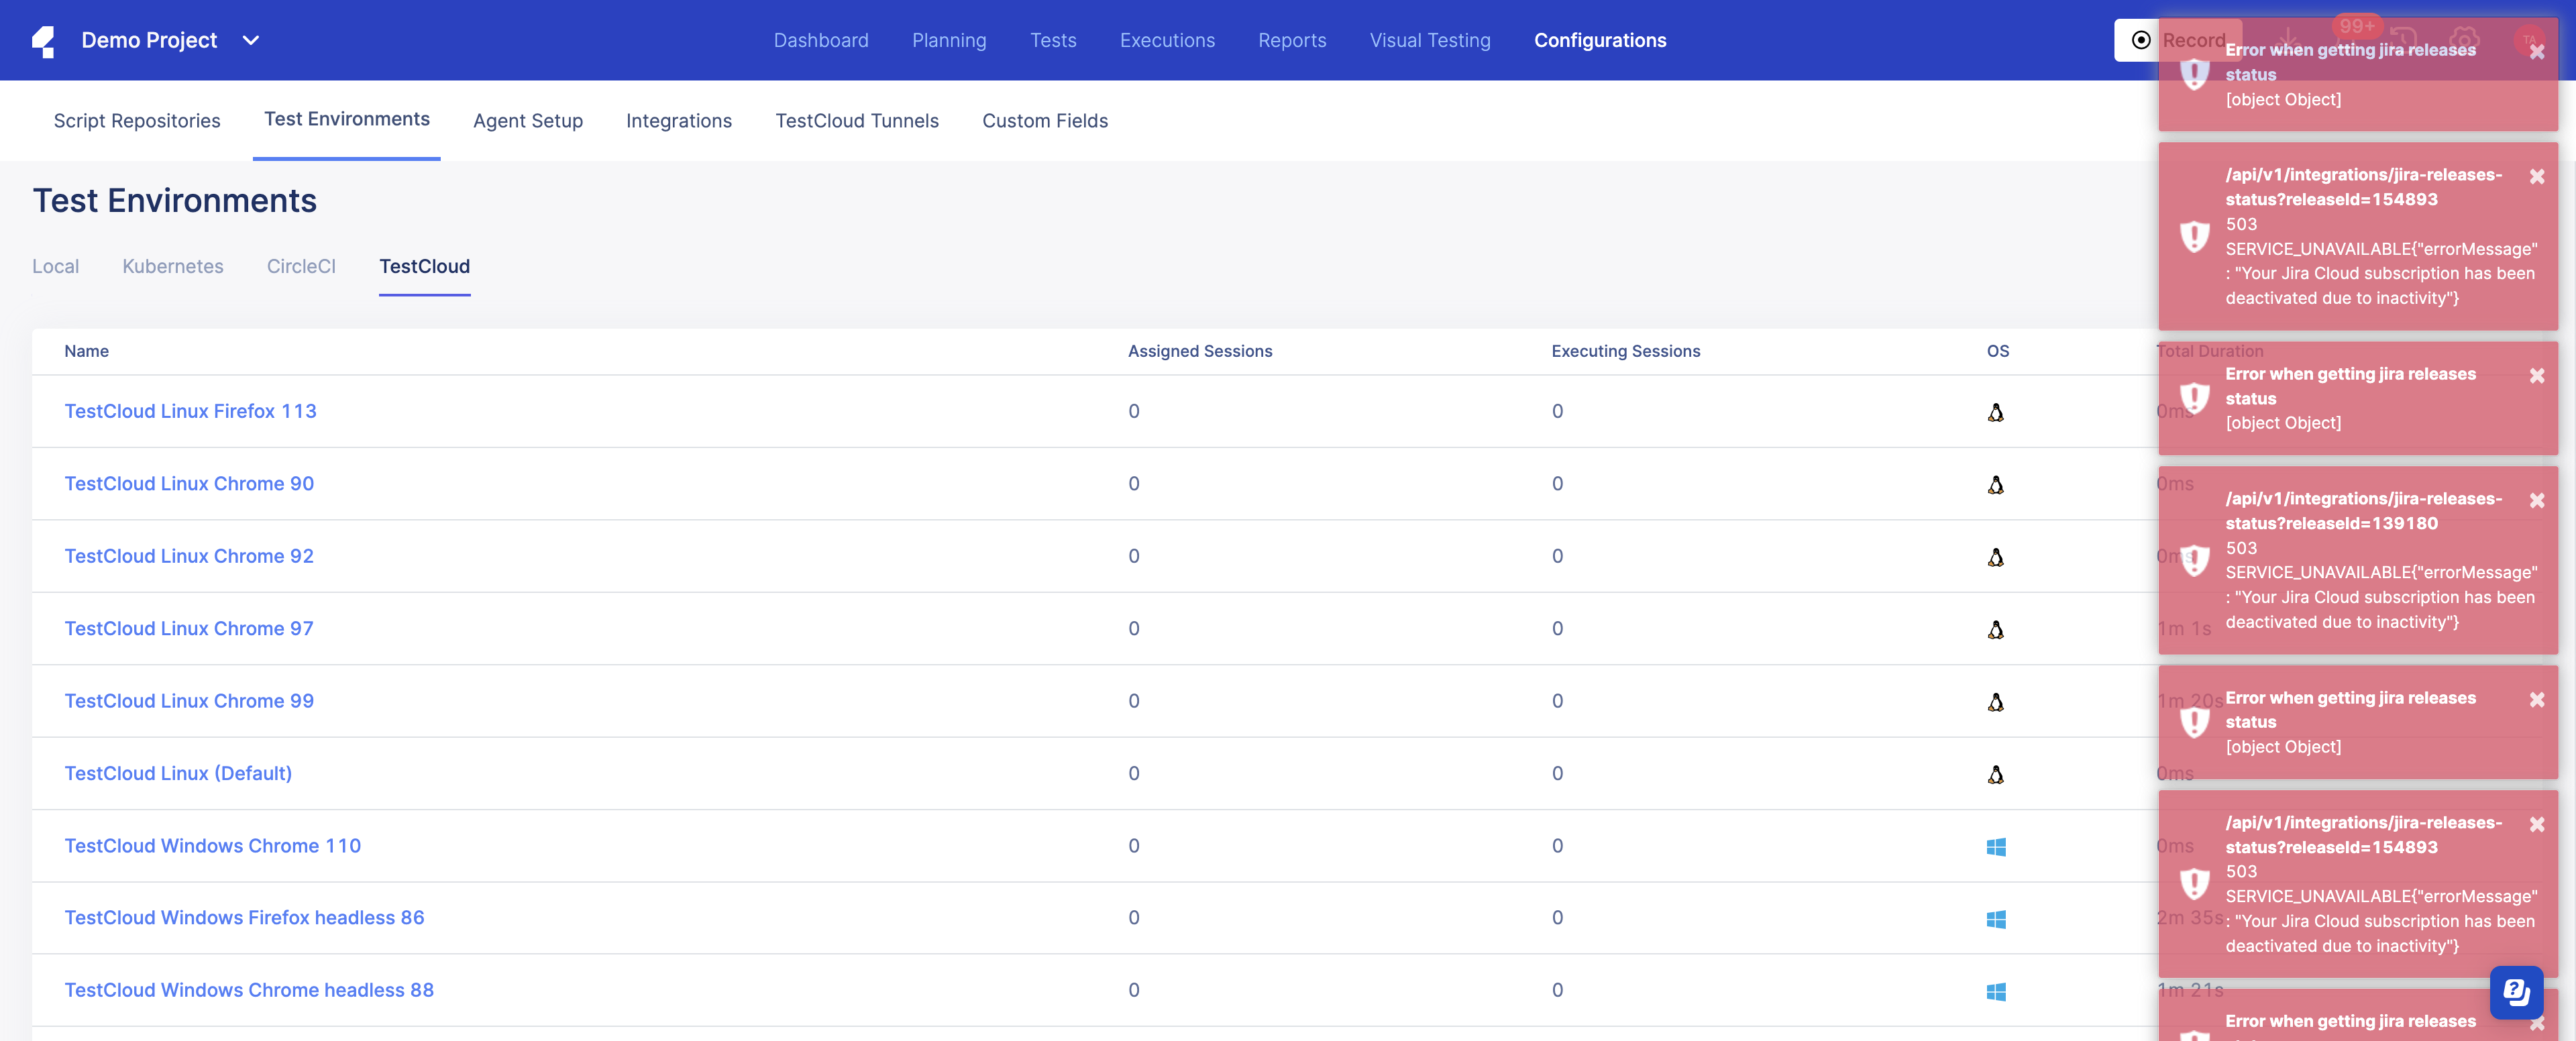 Demo Project
Dashboard
Planning
Tests
Executions
Reports
Visual Testing
Configurations
Record
99+
TA
Script Repositories
Test Environments
Agent Setup
Integrations
TestCloud Tunnels
Custom Fields
Test Environments
Local
Kubernetes
CircleCI
TestCloud
Name
Assigned Sessions
Executing Sessions
OS
Total Duration
TestCloud Linux Firefox 113
0
0
0ms
TestCloud Linux Chrome 90
0
0
0ms
TestCloud Linux Chrome 92
0
0
0ms
TestCloud Linux Chrome 97
0
0
1m 1s
TestCloud Linux Chrome 99
0
0
1m 20s
TestCloud Linux (Default)
0
0
0ms
TestCloud Windows Chrome 110
0
0
0ms
TestCloud Windows Firefox headless 86
0
0
2m 35s
TestCloud Windows Chrome headless 88
0
0
1m 21s
Error when getting jira releases
status
[object Object]
/api/v1/integrations/jira-releases-
status?releaseId=154893
503
SERVICE_UNAVAILABLE{"errorMessage"
: "Your Jira Cloud subscription has been
deactivated due to inactivity"}
Error when getting jira releases
status
[object Object]
/api/v1/integrations/jira-releases-
status?releaseId=139180
503
SERVICE_UNAVAILABLE{"errorMessage"
: "Your Jira Cloud subscription has been
deactivated due to inactivity"}
Error when getting jira releases
status
[object Object]
/api/v1/integrations/jira-releases-
status?releaseId=154893
503
SERVICE_UNAVAILABLE{"errorMessage"
: "Your Jira Cloud subscription has been
deactivated due to inactivity"}
Error when getting jira releases